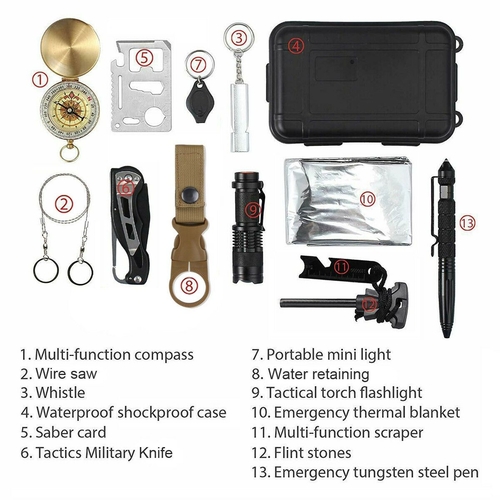 5
3
4
1
7
6
2
9
10
13
8
11
12
1. Multi-function compass
2. Wire saw
3. Whistle
4. Waterproof shockproof case
5. Saber card
6. Tactics Military Knife
7. Portable mini light
8. Water retaining
9. Tactical torch flashlight
10. Emergency thermal blanket
11. Multi-function scraper
12. Flint stones
13. Emergency tungsten steel pen